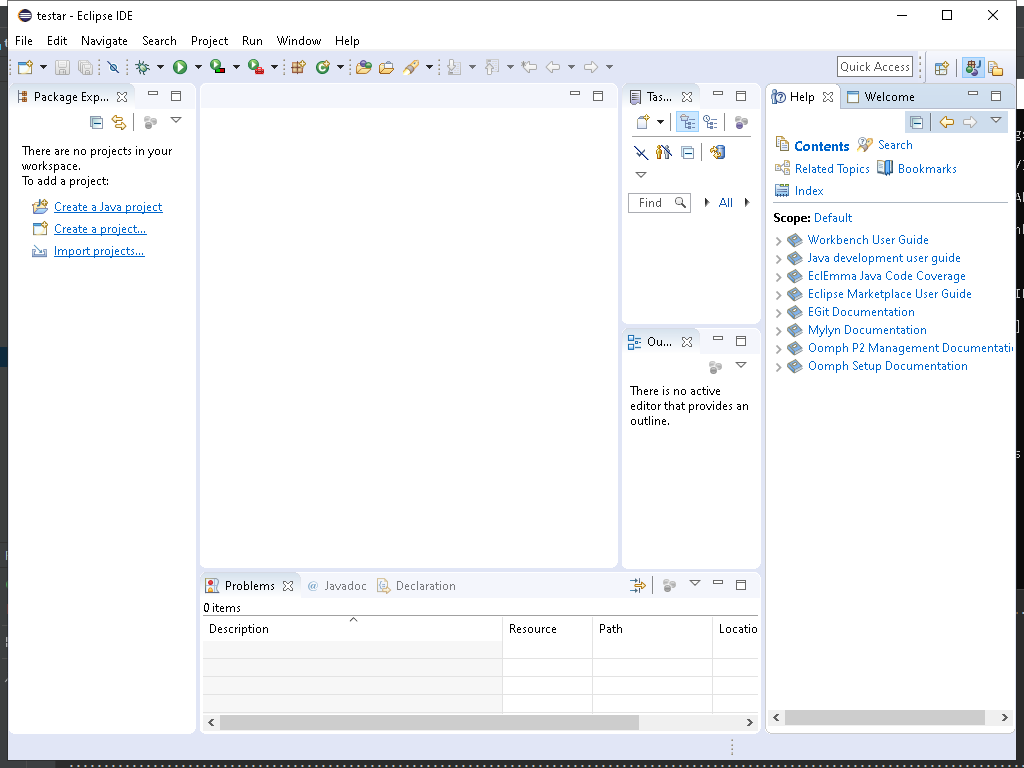 testar - Eclipse IDE
File Edit Navigate Search Project Run Window Help
Quick Access
Package Exp...
There are no projects in your
workspace.
To add a project:
Create a Java project
Create a project...
Import projects...
Tas...
Find
All
Ou...
There is no active
editor that provides an
outline.
Help
Welcome
Contents Search
Related Topics Bookmarks
Index
Scope: Default
Workbench User Guide
Java development user guide
EclEmma Java Code Coverage
Eclipse Marketplace User Guide
EGit Documentation
Mylyn Documentation
Oomph P2 Management Documentati
Oomph Setup Documentation
Problems @ Javadoc Declaration
0 items
Description Resource Path Locatio